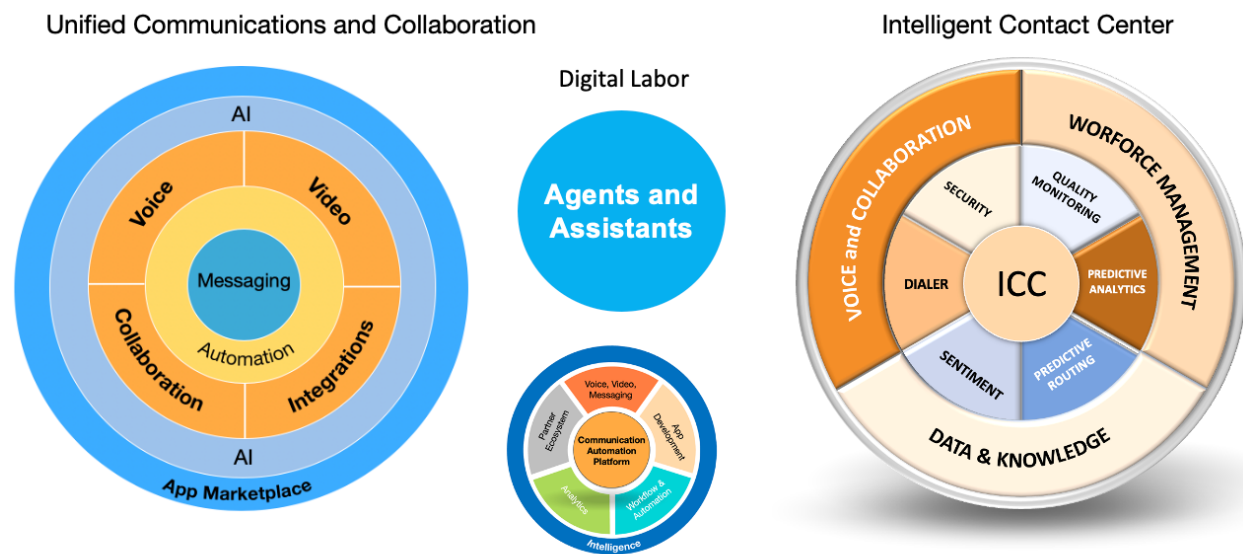 Unified Communications and Collaboration
AI
Voice
Video
Messaging
Collaboration
Automation
Integrations
AI
App Marketplace
Digital Labor
Agents and
Assistants
Voice, Video,
Messaging
Partner
Ecosystem
App
Development
Communication
Automation
Platform
Analytics
Workflow &
Automation
Intelligence
Intelligent Contact Center
VOICE and COLLABORATION
WORFORCE MANAGEMENT
SECURITY
QUALITY
MONITORING
DIALER
ICC
PREDICTIVE
ANALYTICS
SENTIMENT
PREDICTIVE
ROUTING
DATA & KNOWLEDGE